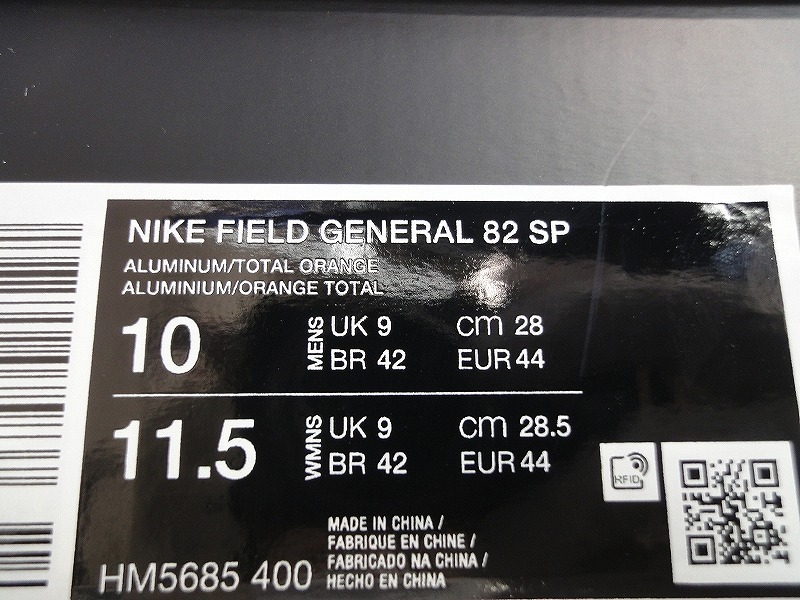 NIKE FIELD GENERAL 82 SP
ALUMINUM/TOTAL ORANGE
ALUMINIUM/ORANGE TOTAL
10 MENS UK 9 cm 28
BR 42 EUR 44
11.5 WMNS UK 9 cm 28.5
BR 42 EUR 44
RFID
MADE IN CHINA /
FABRIQUE EN CHINE /
FABRICADO NA CHINA /
HECHO EN CHINA
HM5685 400